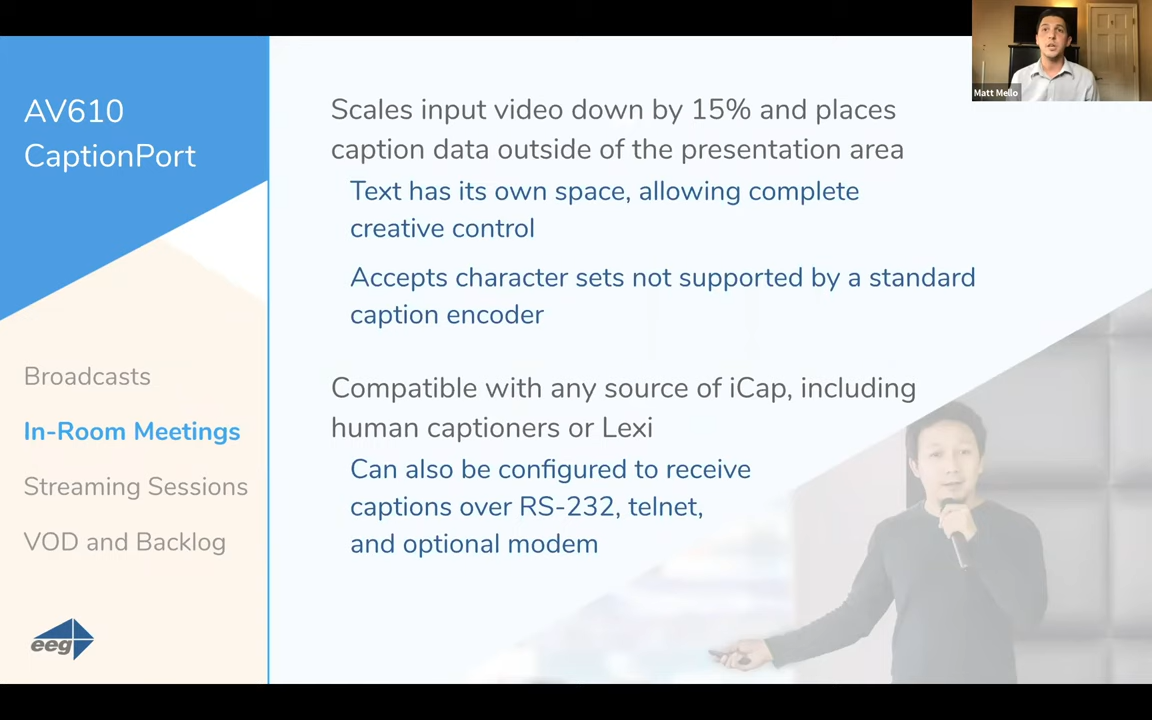 AV610
CaptionPort
Broadcasts
In-Room Meetings
Streaming Sessions
VOD and Backlog
eeg
Scales input video down by 15% and places
caption data outside of the presentation area
Text has its own space, allowing complete
creative control
Accepts character sets not supported by a standard
caption encoder
Compatible with any source of iCap, including
human captioners or Lexi
Can also be configured to receive
captions over RS-232, telnet,
and optional modem
Matt Mello